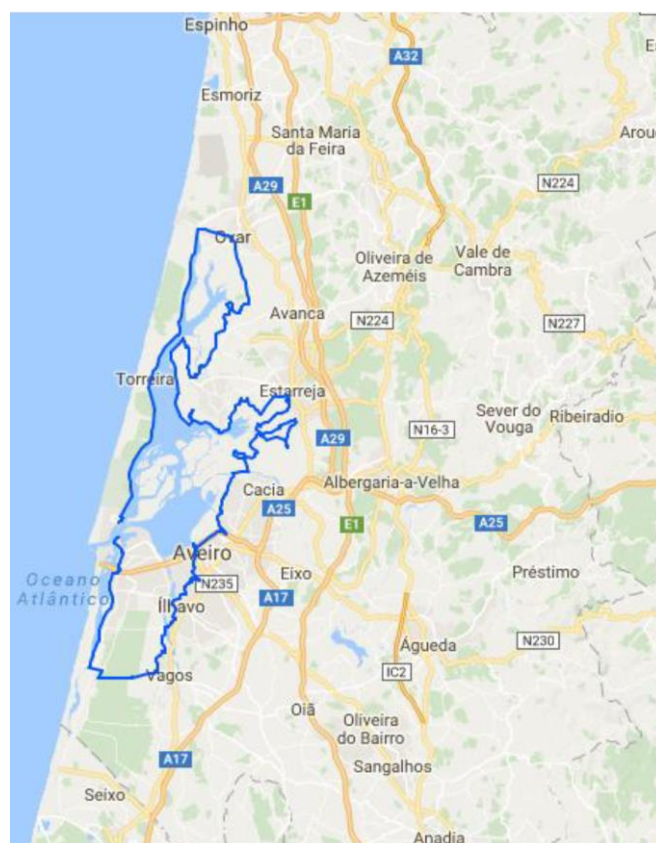 Espinho
A32
Esmoriz
Santa Maria
da Feira
Arou
A29
E1
N224
Ovar
Oliveira de
Azeméis
Vale de
Cambra
Avanca
N224
N227
Torreira
Estarreja
Sever do
Vouga
Ribeiradio
N16-3
A29
Cacia
Albergaria-a-Velha
A25
E1
A25
Aveiro
Oceano
Atlântico
N235
Eixo
Préstimo
A17
Ílhavo
Águeda
N230
IC2
Vagos
Oiã
Oliveira
do Bairro
A17
Sangalhos
Seixo
Anadia